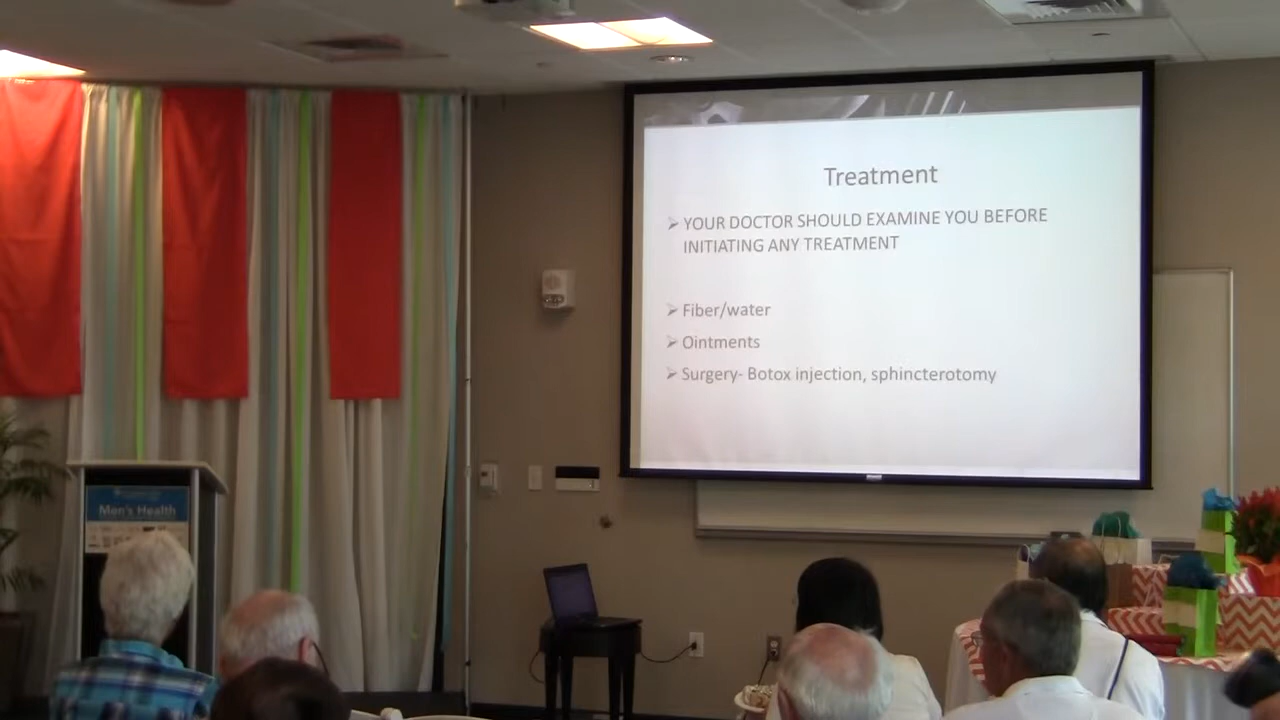 Treatment
➢ YOUR DOCTOR SHOULD EXAMINE YOU BEFORE
INITIATING ANY TREATMENT
➢ Fiber/water
➢ Ointments
➢ Surgery- Botox injection, sphincterotomy
Men's Health